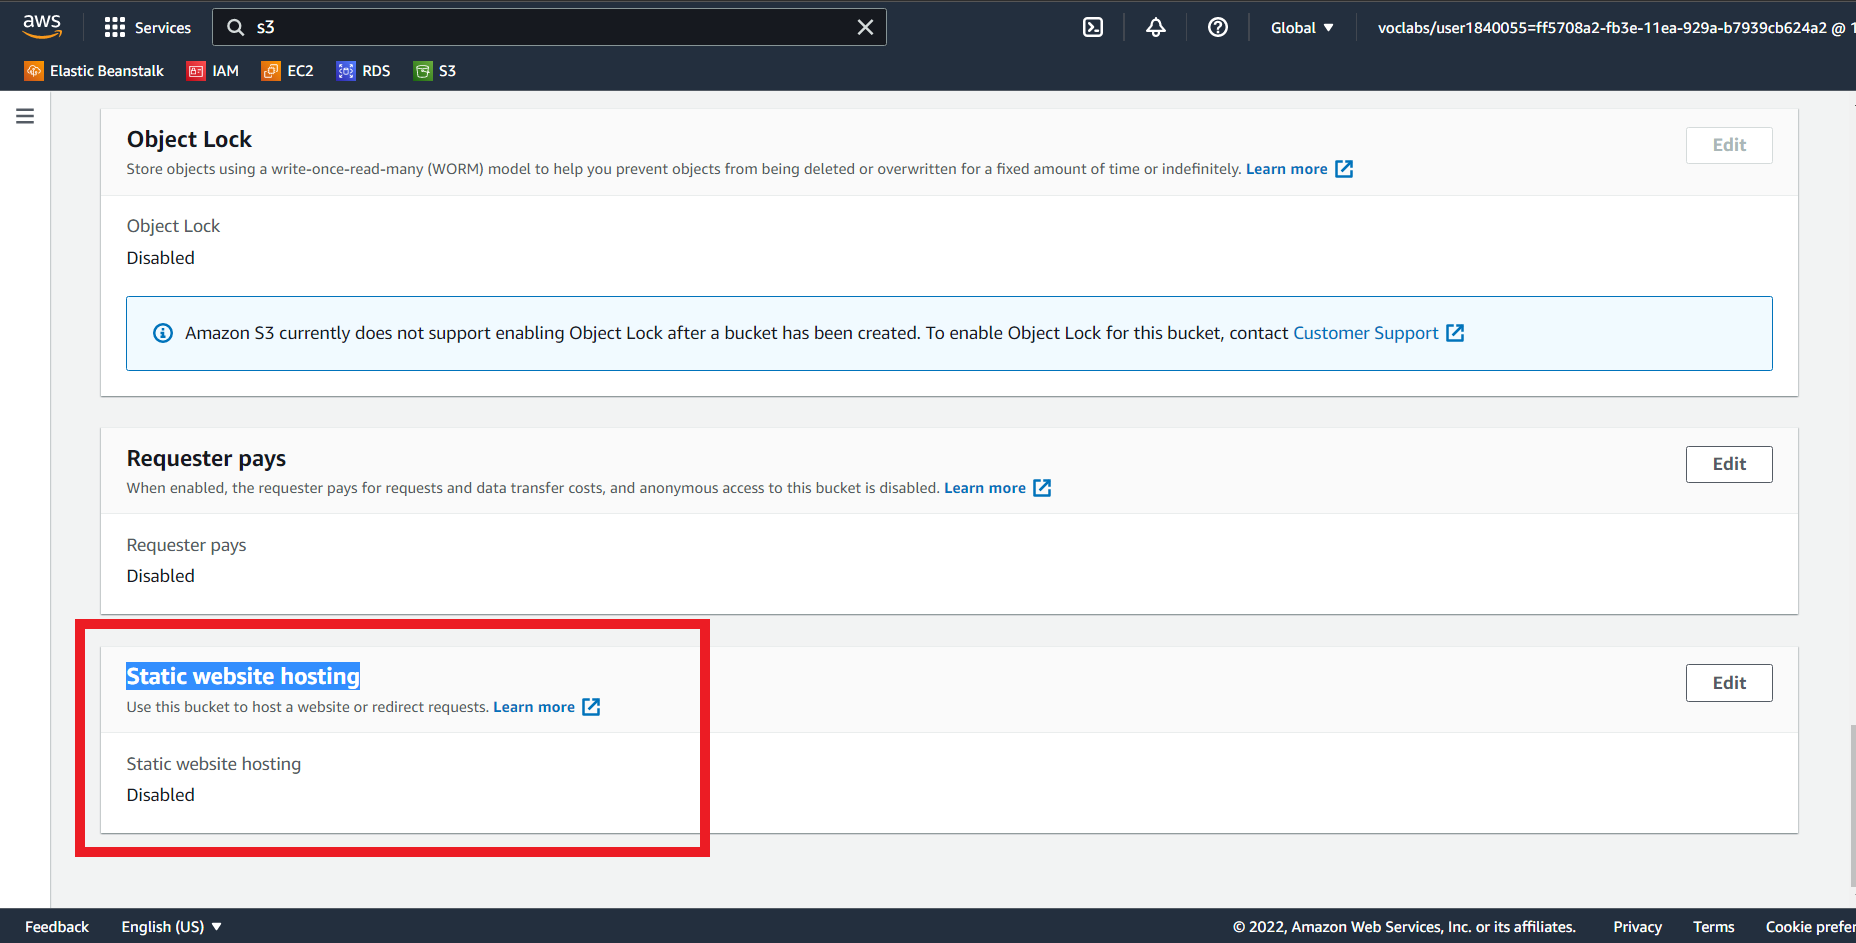 aws Services s3 Global voclabs/user1840055=ff5708a2-fb3e-11ea-929a-b7939cb624a2 @ 1
Elastic Beanstalk IAM EC2 RDS S3
Object Lock Edit
Store objects using a write-once-read-many (WORM) model to help you prevent objects from being deleted or overwritten for a fixed amount of time or indefinitely. Learn more
Object Lock
Disabled
Amazon S3 currently does not support enabling Object Lock after a bucket has been created. To enable Object Lock for this bucket, contact Customer Support
Requester pays Edit
When enabled, the requester pays for requests and data transfer costs, and anonymous access to this bucket is disabled. Learn more
Requester pays
Disabled
Static website hosting Edit
Use this bucket to host a website or redirect requests. Learn more
Static website hosting
Disabled
Feedback English (US) © 2022, Amazon Web Services, Inc. or its affiliates. Privacy Terms Cookie prefer